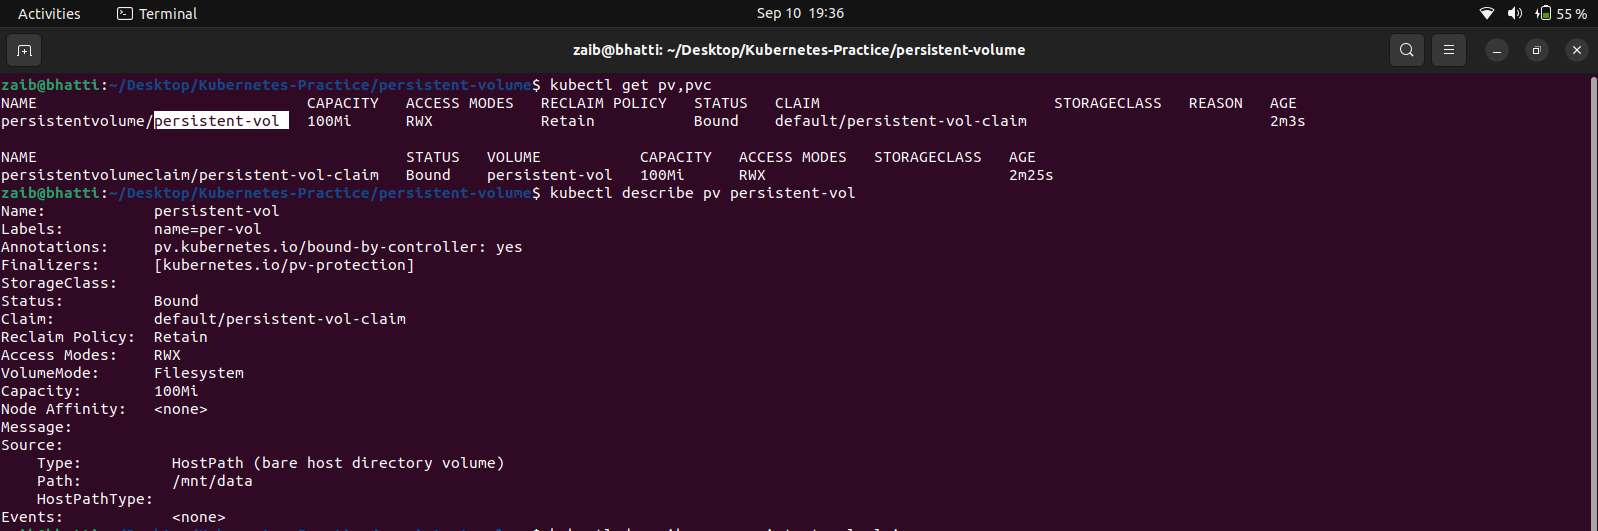 Activities Terminal Sep 10 19:36 55 %
zaib@bhatti: ~/Desktop/Kubernetes-Practice/persistent-volume
zaib@bhatti:~/Desktop/Kubernetes-Practice/persistent-volume$ kubectl get pv,pvc
NAME CAPACITY ACCESS MODES RECLAIM POLICY STATUS CLAIM STORAGECLASS REASON AGE
persistentvolume/persistent-vol 100Mi RWX Retain Bound default/persistent-vol-claim 2m3s
NAME STATUS VOLUME CAPACITY ACCESS MODES STORAGECLASS AGE
persistentvolumeclaim/persistent-vol-claim Bound persistent-vol 100Mi RWX 2m25s
zaib@bhatti:~/Desktop/Kubernetes-Practice/persistent-volume$ kubectl describe pv persistent-vol
Name: persistent-vol
Labels: name=per-vol
Annotations: pv.kubernetes.io/bound-by-controller: yes
Finalizers: [kubernetes.io/pv-protection]
StorageClass:
Status: Bound
Claim: default/persistent-vol-claim
Reclaim Policy: Retain
Access Modes: RWX
VolumeMode: Filesystem
Capacity: 100Mi
Node Affinity: <none>
Message:
Source:
Type: HostPath (bare host directory volume)
Path: /mnt/data
HostPathType:
Events: <none>